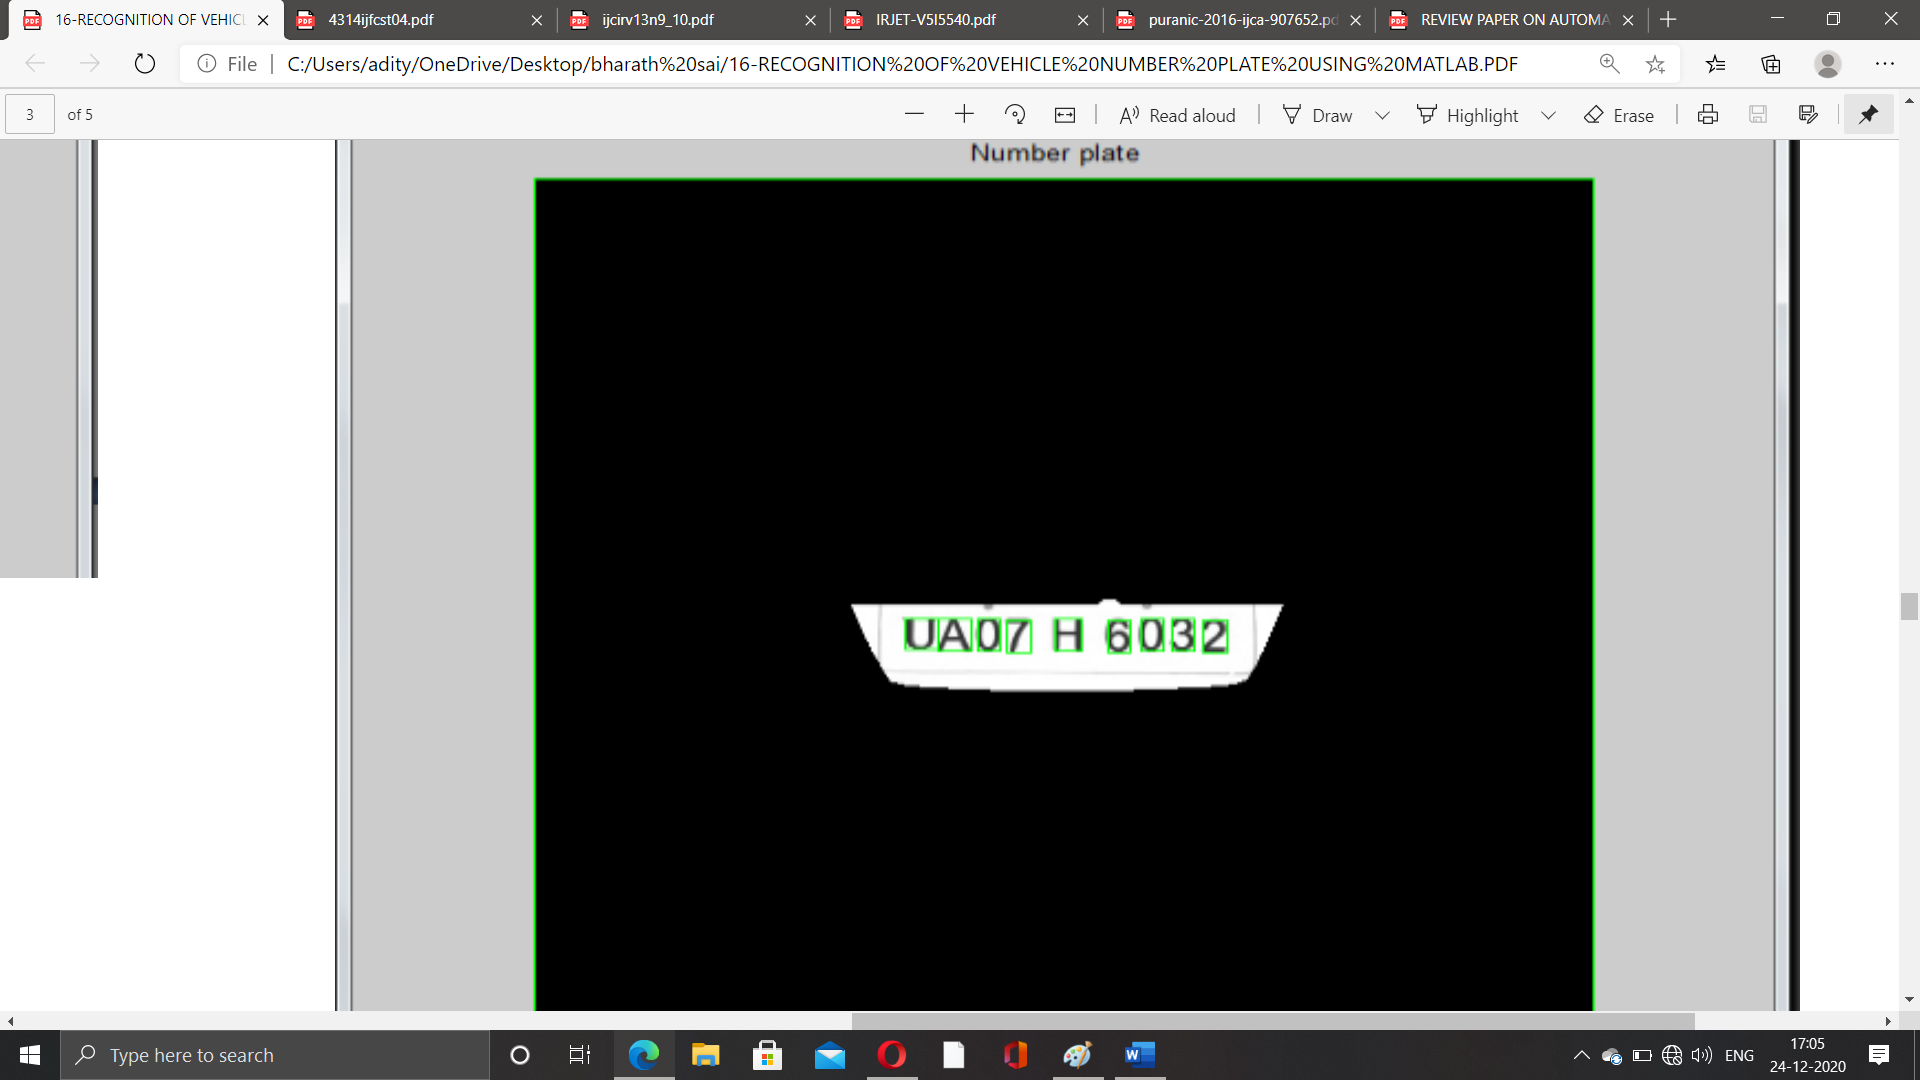 16-RECOGNITION OF VEHICL
4314ijfcst04.pdf
ijcirv13n9_10.pdf
IRJET-V5I5540.pdf
puranic-2016-ijca-907652.pd
REVIEW PAPER ON AUTOMA
File
C:/Users/adity/OneDrive/Desktop/bharath%20sai/16-RECOGNITION%20OF%20VEHICLE%20NUMBER%20PLATE%20USING%20MATLAB.PDF
3 of 5
Read aloud
Draw
Highlight
Erase
Number plate
UA07 H 6032
Type here to search
ENG
17:05
24-12-2020